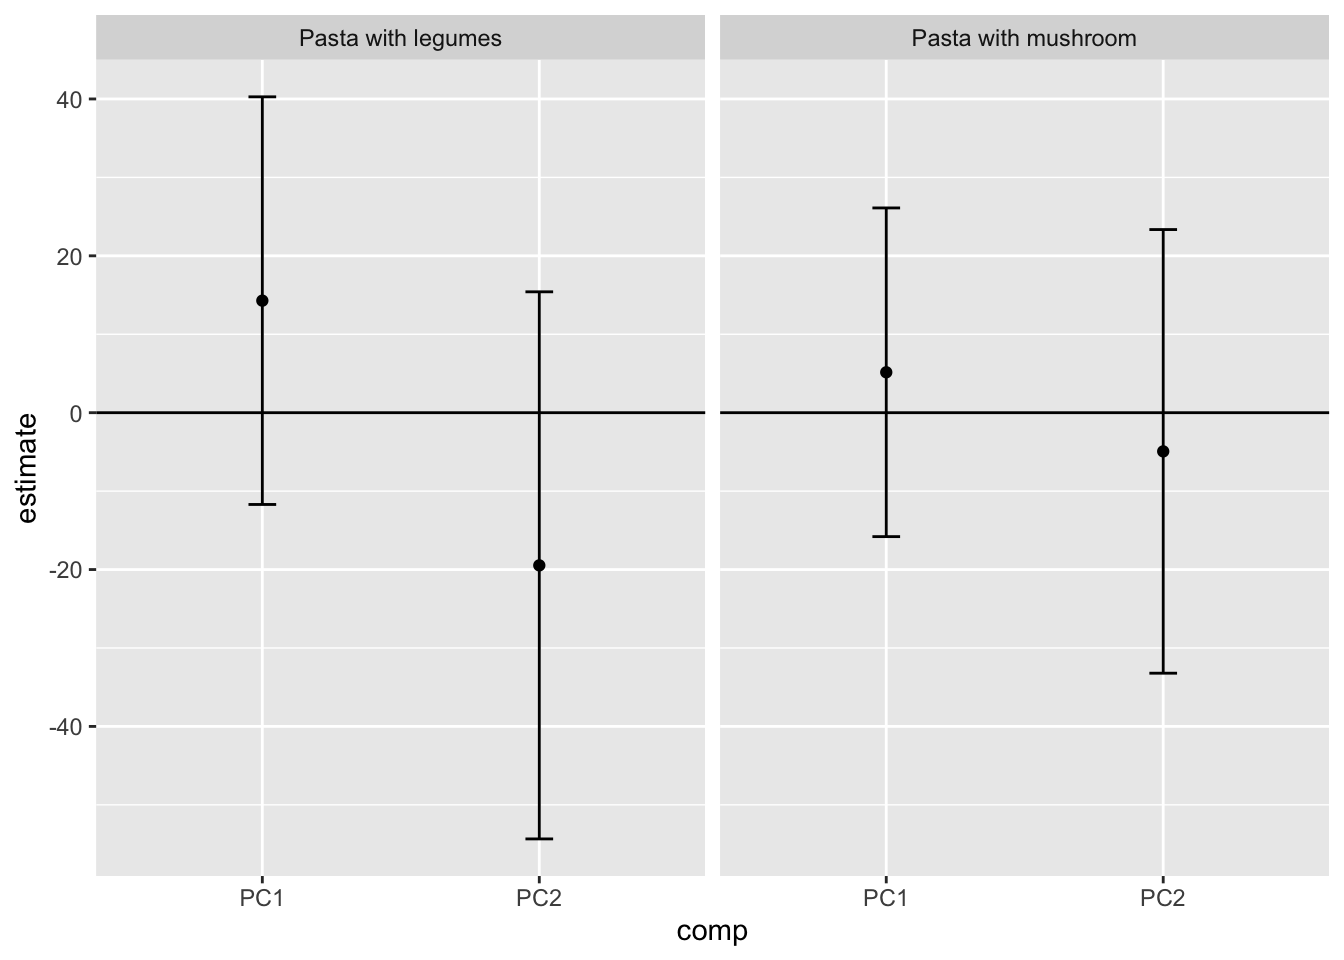 Pasta with legumes
Pasta with mushroom
40
20
0
-20
-40
estimate
PC1
PC2
PC1
PC2
comp